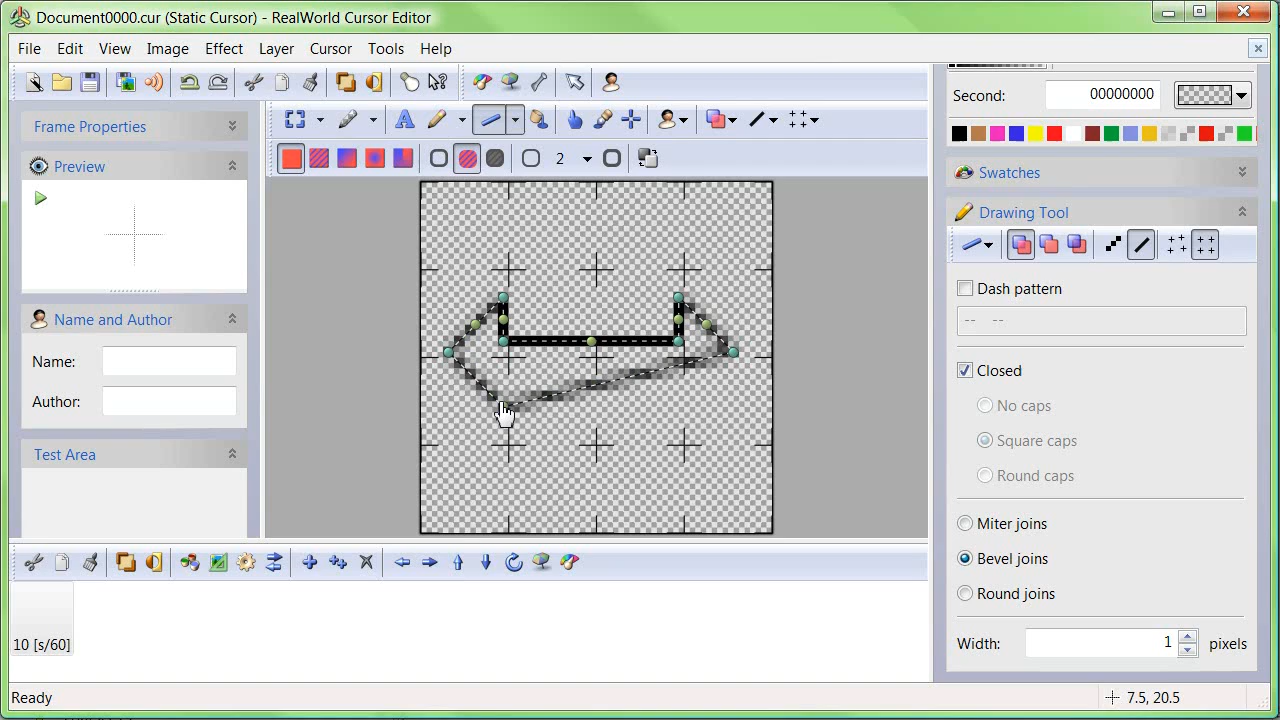 Document0000.cur (Static Cursor) - RealWorld Cursor Editor
File Edit View Image Effect Layer Cursor Tools Help
Second: 00000000
Frame Properties
2
Preview
Swatches
Drawing Tool
Dash pattern
-- --
Name and Author
Name:
Closed
Author:
No caps
Square caps
Test Area
Round caps
Miter joins
Bevel joins
Round joins
10 [s/60]
Width: 1 pixels
Ready
7.5, 20.5